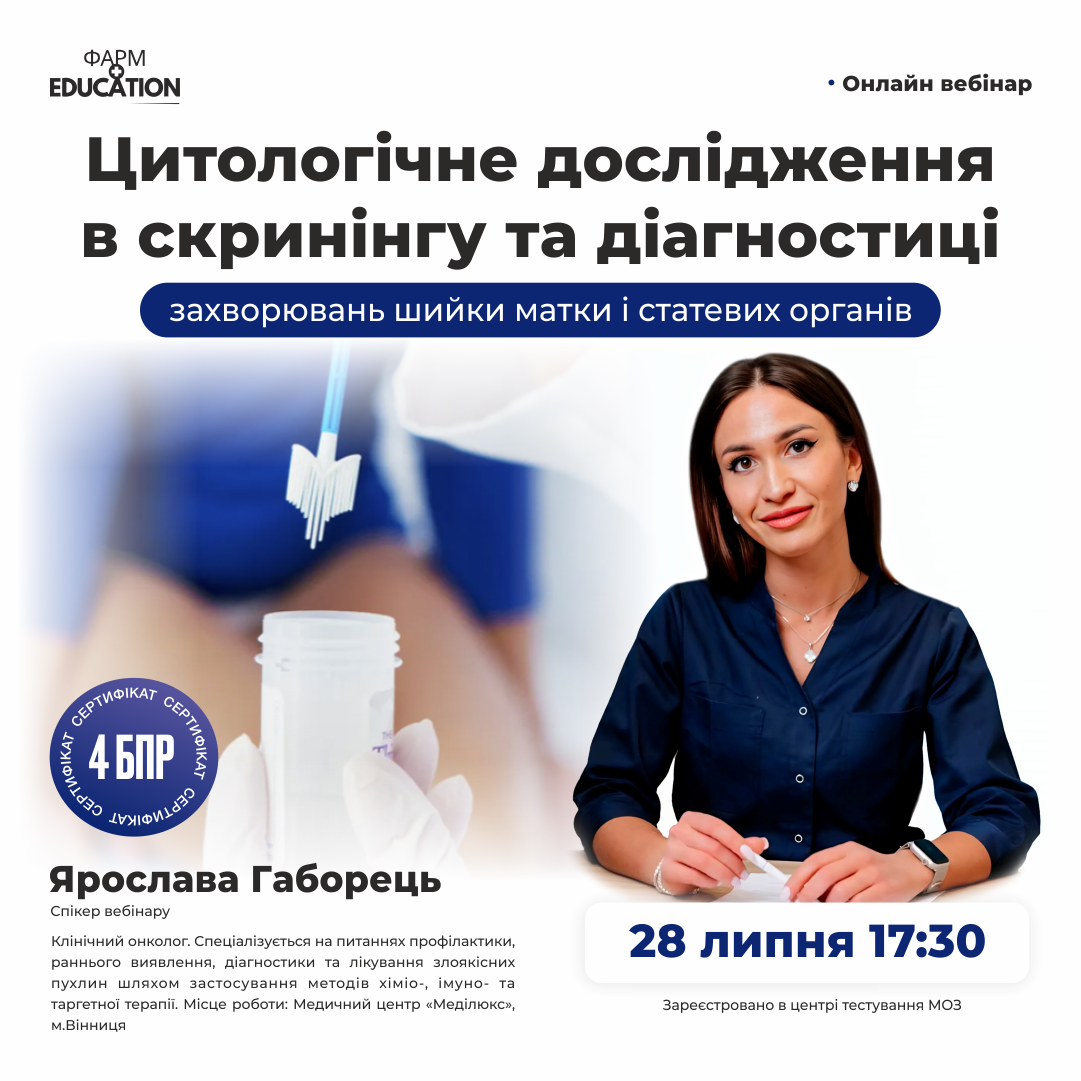 ФАРМ
EDUCATION
• Онлайн вебінар
Цитологічне дослідження
в скринінгу та діагностиці
захворювань шийки матки і статевих органів
СЕРТИФІКАТ СЕРТИФІКАТ СЕРТИФІКАТ СЕРТИФІКАТ
4 БПР
Ярослава Габорець
Спікер вебінару
Клінічний онколог. Спеціалізується на питаннях профілактики,
раннього виявлення, діагностики та лікування злоякісних
пухлин шляхом застосування методів хіміо-, імуно- та
таргетної терапії. Місце роботи: Медичний центр «Меділюкс»,
м.Вінниця
28 липня 17:30
Зареєстровано в центрі тестування МОЗ